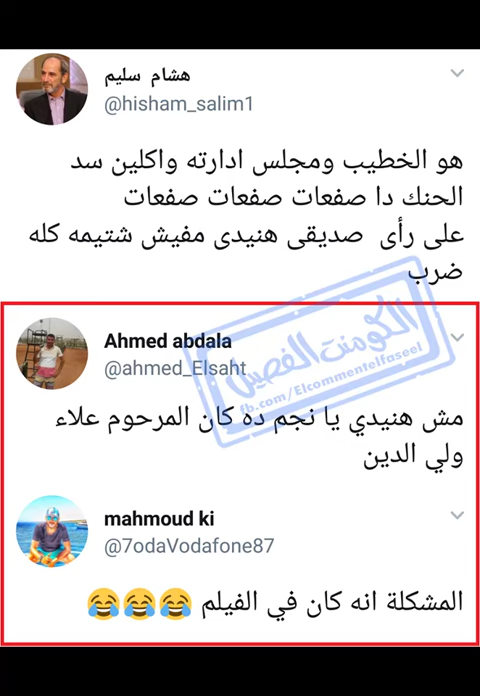 هشام سليم
@hisham_salim1
هو الخطيب ومجلس ادارته واكلين سد
الحنك دا صفعات صفعات صفعات
على رأى صديقى هنيدى مفيش شتيمه كله
ضرب
Ahmed abdala
@ahmed_Elsaht
مش هنيدي يا نجم ده كان المرحوم علاء
ولي الدين
الكومنت الفصيل
fb.com/Elcommentelfaseel
mahmoud ki
@7odaVodafone87
المشكلة انه كان في الفيلم 😂😂😂